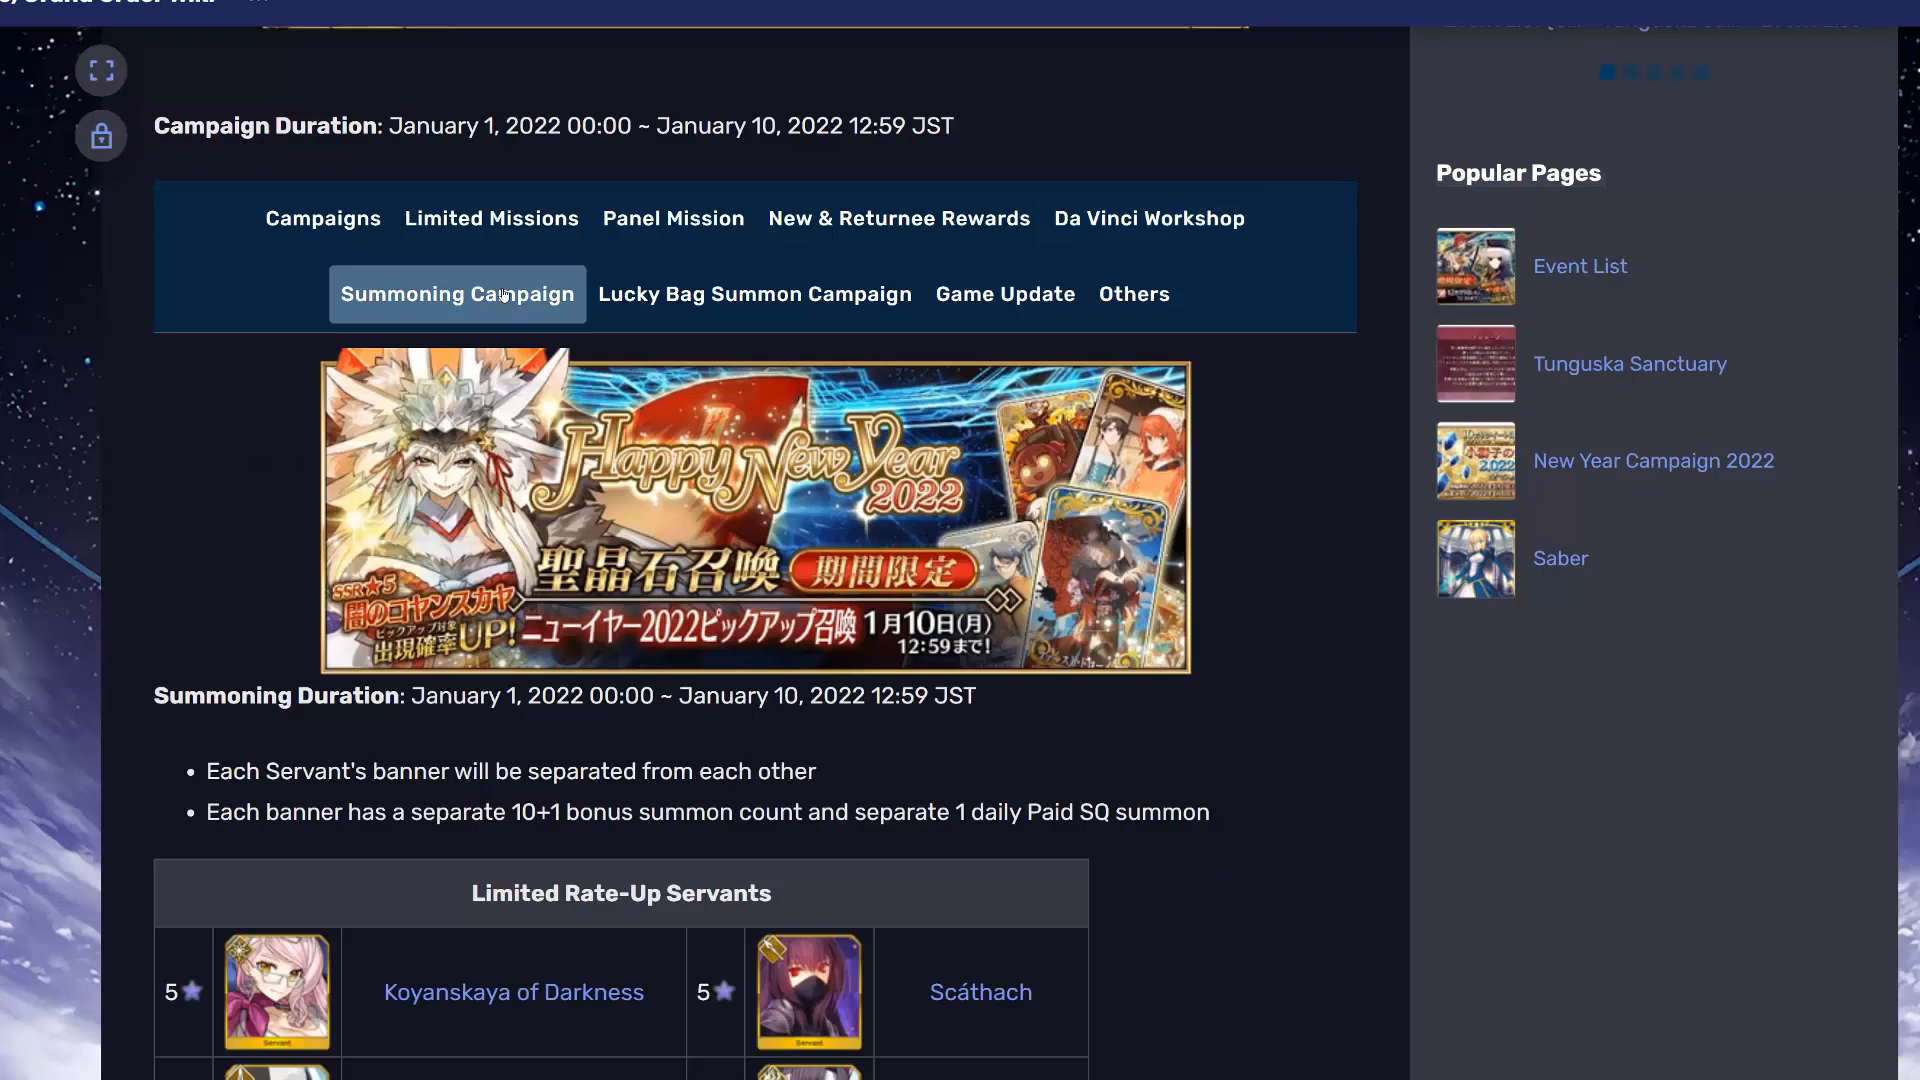 Campaign Duration: January 1, 2022 00:00 ~ January 10, 2022 12:59 JST
Campaigns Limited Missions Panel Mission New & Returnee Rewards Da Vinci Workshop
Summoning Campaign Lucky Bag Summon Campaign Game Update Others
Happy New Year
2022
聖晶石召喚 期間限定
SSR★5
闇のコヤンスカヤ
ピックアップ対象
出現確率UP!
ニューイヤー2022ピックアップ召喚 1月10日(月)
12:59まで!
Summoning Duration: January 1, 2022 00:00 ~ January 10, 2022 12:59 JST
• Each Servant's banner will be separated from each other
• Each banner has a separate 10+1 bonus summon count and separate 1 daily Paid SQ summon
Limited Rate-Up Servants
5★ Servant Koyanskaya of Darkness 5★ Servant Scáthach
Popular Pages
Event List
Tunguska Sanctuary
New Year Campaign 2022
Saber